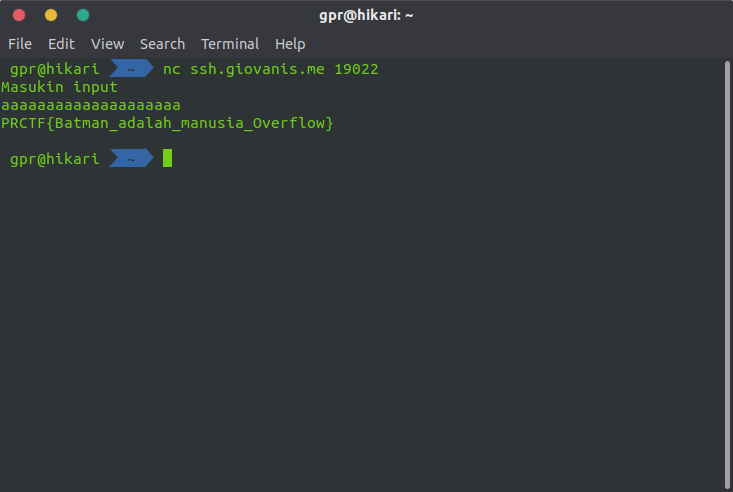 gpr@hikari: ~
File Edit View Search Terminal Help
gpr@hikari ~ nc ssh.giovanis.me 19022
Masukin input
aaaaaaaaaaaaaaaaaaaa
PRCTF{Batman_adalah_manusia_Overflow}
gpr@hikari ~